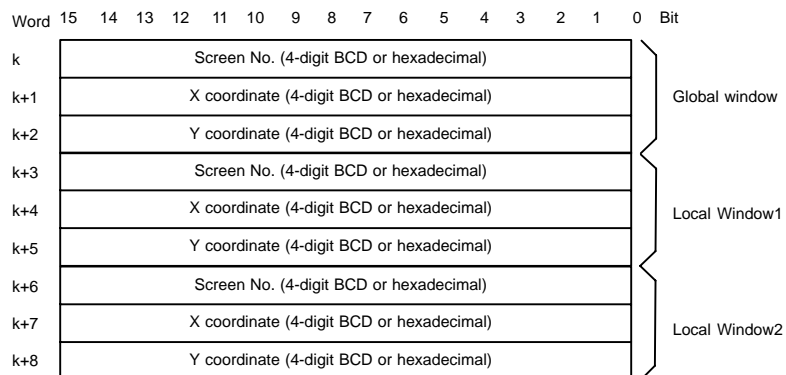 Word 15 14 13 12 11 10 9 8 7 6 5 4 3 2 1 0 Bit
k Screen No. (4-digit BCD or hexadecimal)
k+1 X coordinate (4-digit BCD or hexadecimal) Global window
k+2 Y coordinate (4-digit BCD or hexadecimal)
k+3 Screen No. (4-digit BCD or hexadecimal)
k+4 X coordinate (4-digit BCD or hexadecimal) Local Window1
k+5 Y coordinate (4-digit BCD or hexadecimal)
k+6 Screen No. (4-digit BCD or hexadecimal)
k+7 X coordinate (4-digit BCD or hexadecimal) Local Window2
k+8 Y coordinate (4-digit BCD or hexadecimal)